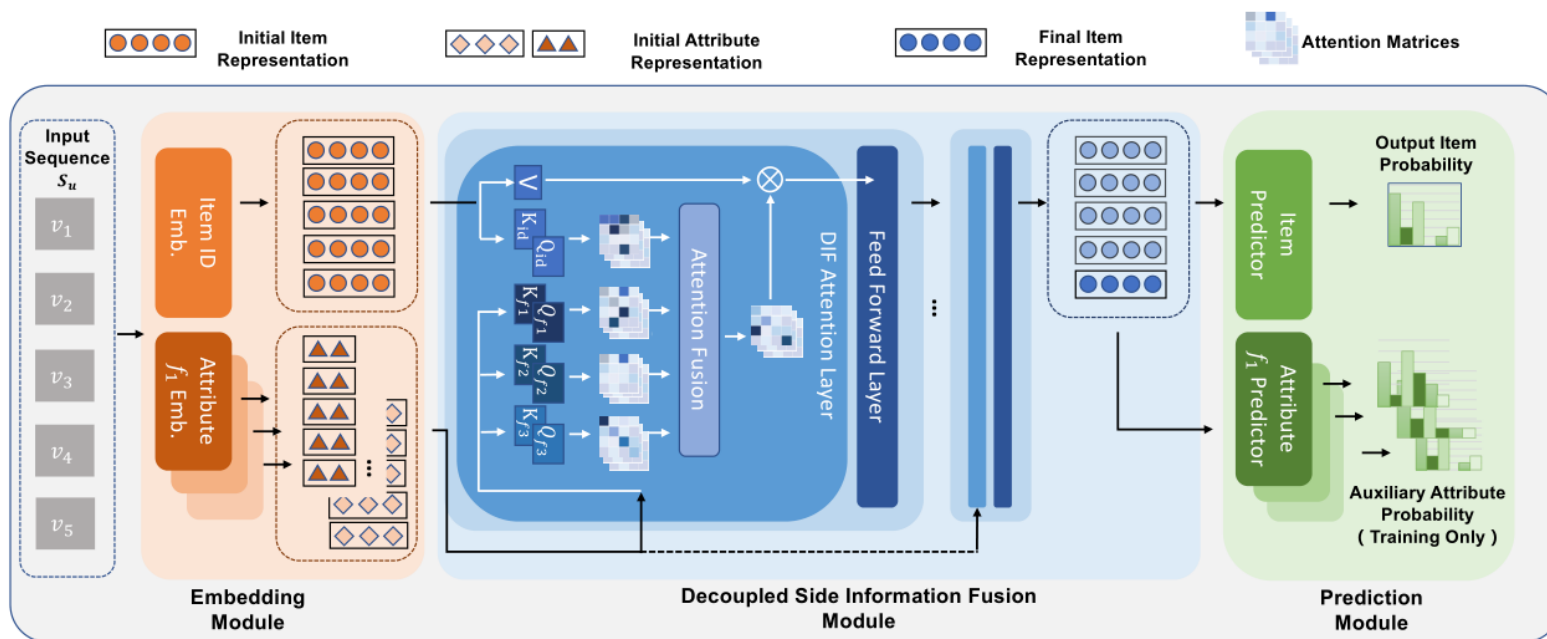 Initial Item
Representation
Initial Attribute
Representation
Final Item
Representation
Attention Matrices
Input
Sequence
S_u
v_1
v_2
v_3
v_4
v_5
Item ID
Emb.
Attribute
f_1 Emb.
...
Embedding
Module
V
K_id
Q_id
K_f1
Q_f1
K_f2
Q_f2
K_f3
Q_f3
Attention Fusion
DIF Attention Layer
Feed Forward Layer
...
Decoupled Side Information Fusion
Module
Item
Predictor
Attribute
f_1 Predictor
Output Item
Probability
Auxiliary Attribute
Probability
( Training Only )
Prediction
Module